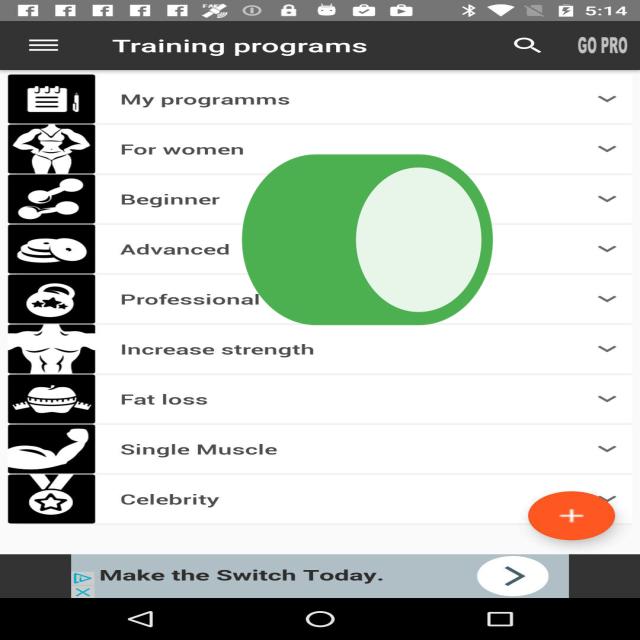 5:14
Training programs
GO PRO
My programms
For women
Beginner
Advanced
Professional
Increase strength
Fat loss
Single Muscle
Celebrity
Make the Switch Today.